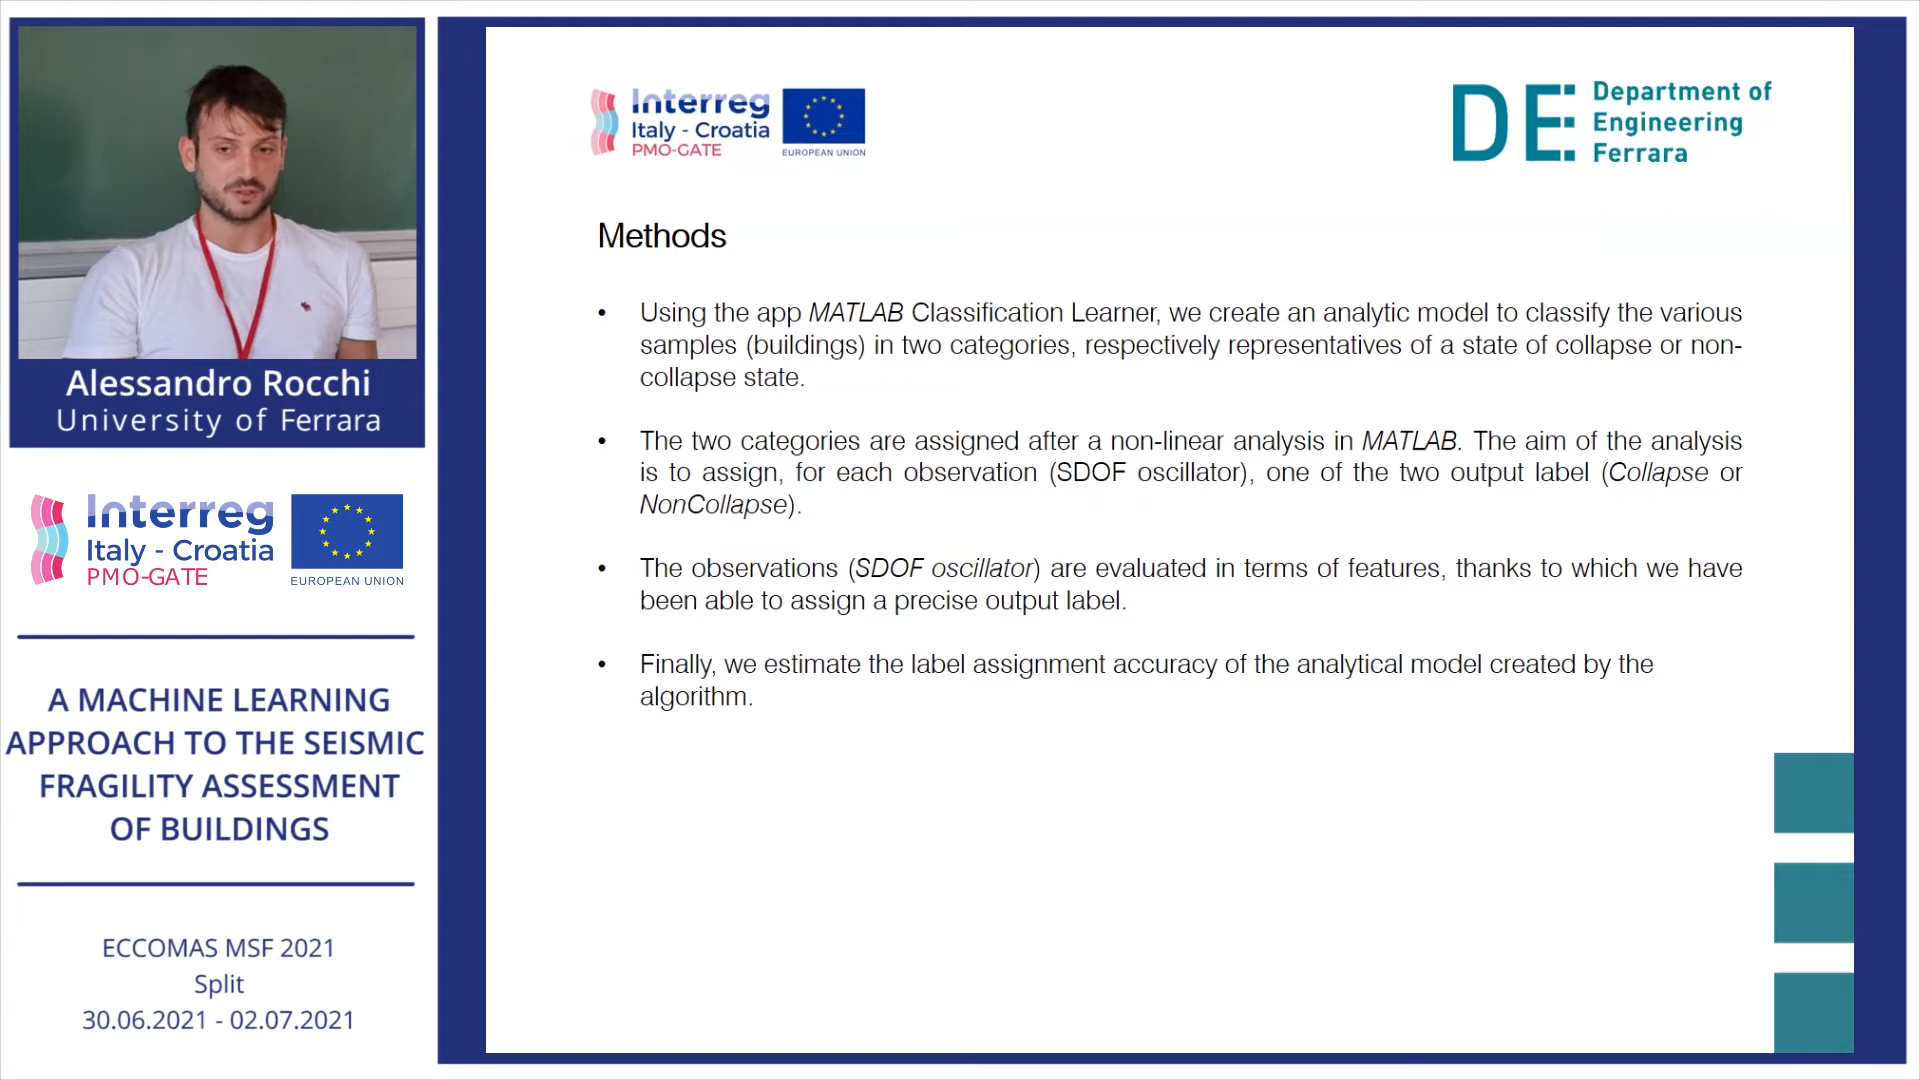 Alessandro Rocchi
University of Ferrara
Interreg
Italy - Croatia
PMO-GATE
EUROPEAN UNION
A MACHINE LEARNING
APPROACH TO THE SEISMIC
FRAGILITY ASSESSMENT
OF BUILDINGS
ECCOMAS MSF 2021
Split
30.06.2021 - 02.07.2021
Interreg
Italy - Croatia
PMO-GATE
EUROPEAN UNION
DE
Department of
Engineering
Ferrara
Methods
• Using the app MATLAB Classification Learner, we create an analytic model to classify the various
samples (buildings) in two categories, respectively representatives of a state of collapse or non-
collapse state.
• The two categories are assigned after a non-linear analysis in MATLAB. The aim of the analysis
is to assign, for each observation (SDOF oscillator), one of the two output label (Collapse or
NonCollapse).
• The observations (SDOF oscillator) are evaluated in terms of features, thanks to which we have
been able to assign a precise output label.
• Finally, we estimate the label assignment accuracy of the analytical model created by the
algorithm.